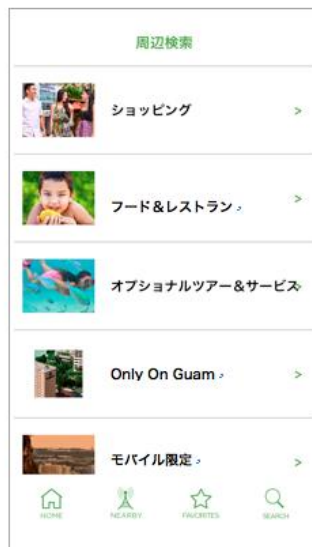 周辺検索
ショッピング >
フード＆レストラン >
オプショナルツアー＆サービス >
Only On Guam >
モバイル限定 >
HOME NEARBY FAVORITES SEARCH